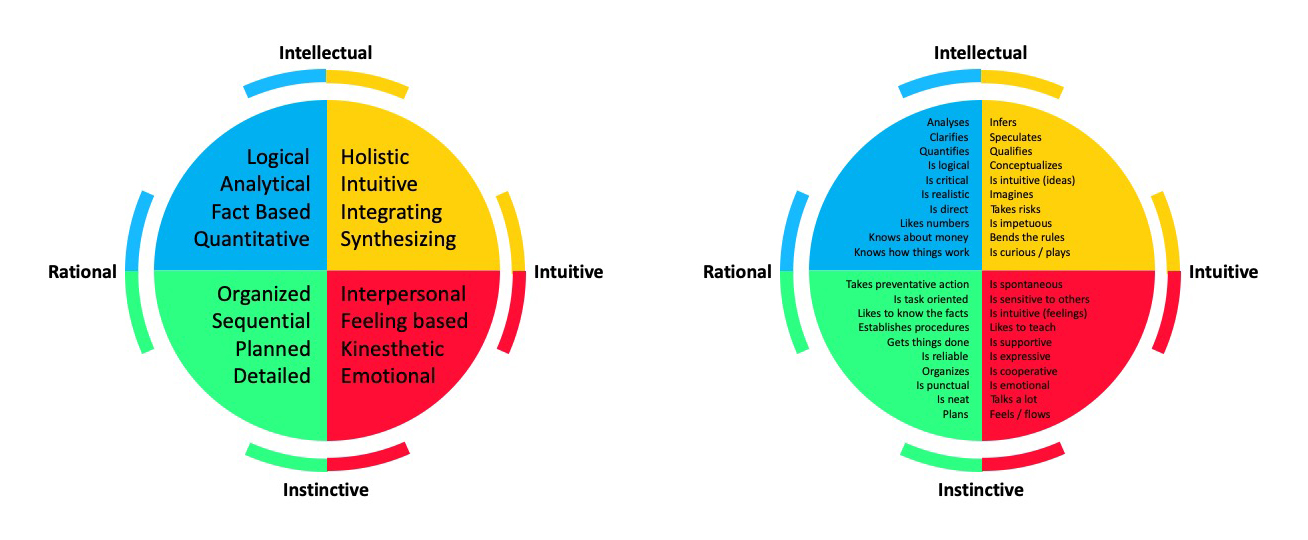 Intellectual
Logical
Analytical
Fact Based
Quantitative
Holistic
Intuitive
Integrating
Synthesizing
Rational
Intuitive
Organized
Sequential
Planned
Detailed
Interpersonal
Feeling based
Kinesthetic
Emotional
Instinctive
Intellectual
Analyses
Clarifies
Quantifies
Is logical
Is critical
Is realistic
Is direct
Likes numbers
Knows about money
Knows how things work
Infers
Speculates
Qualifies
Conceptualizes
Is intuitive (ideas)
Imagines
Takes risks
Is impetuous
Bends the rules
Is curious / plays
Rational
Intuitive
Takes preventative action
Is task oriented
Likes to know the facts
Establishes procedures
Gets things done
Is reliable
Organizes
Is punctual
Is neat
Plans
Is spontaneous
Is sensitive to others
Is intuitive (feelings)
Likes to teach
Is supportive
Is expressive
Is cooperative
Is emotional
Talks a lot
Feels / flows
Instinctive